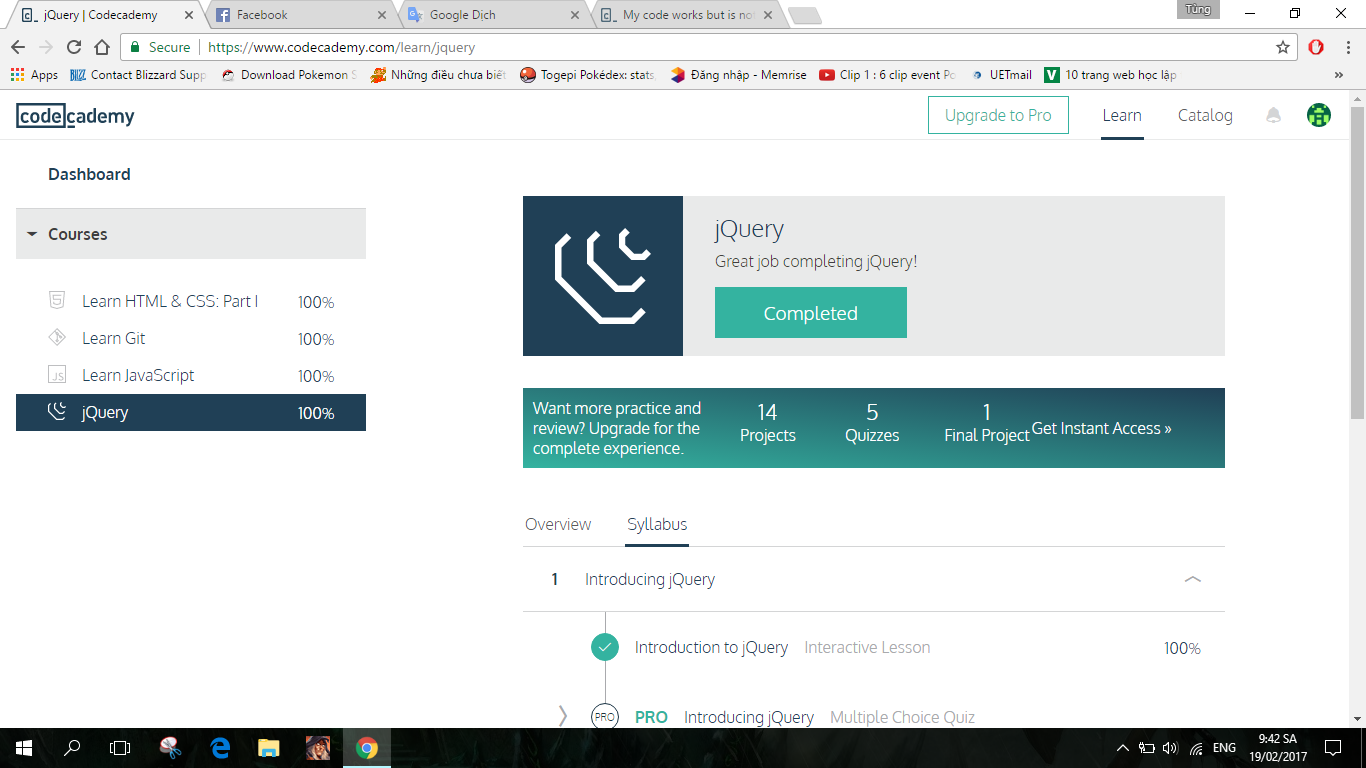 jQuery | Codecademy
Facebook
Google Dịch
My code works but is no
Tùng
Secure
https://www.codecademy.com/learn/jquery
Apps
Contact Blizzard Supp
Download Pokemon S
Những điều chưa biết
Togepi Pokédex: stats,
Đăng nhập - Memrise
Clip 1 : 6 clip event Po
UETmail
10 trang web học lập
codecademy
Upgrade to Pro
Learn
Catalog
Dashboard
Courses
Learn HTML & CSS: Part I 100%
Learn Git 100%
JS Learn JavaScript 100%
jQuery 100%
jQuery
Great job completing jQuery!
Completed
Want more practice and
review? Upgrade for the
complete experience.
14
Projects
5
Quizzes
1
Final Project
Get Instant Access »
Overview
Syllabus
1 Introducing jQuery
Introduction to jQuery Interactive Lesson 100%
PRO PRO Introducing jQuery Multiple Choice Quiz
ENG
9:42 SA
19/02/2017